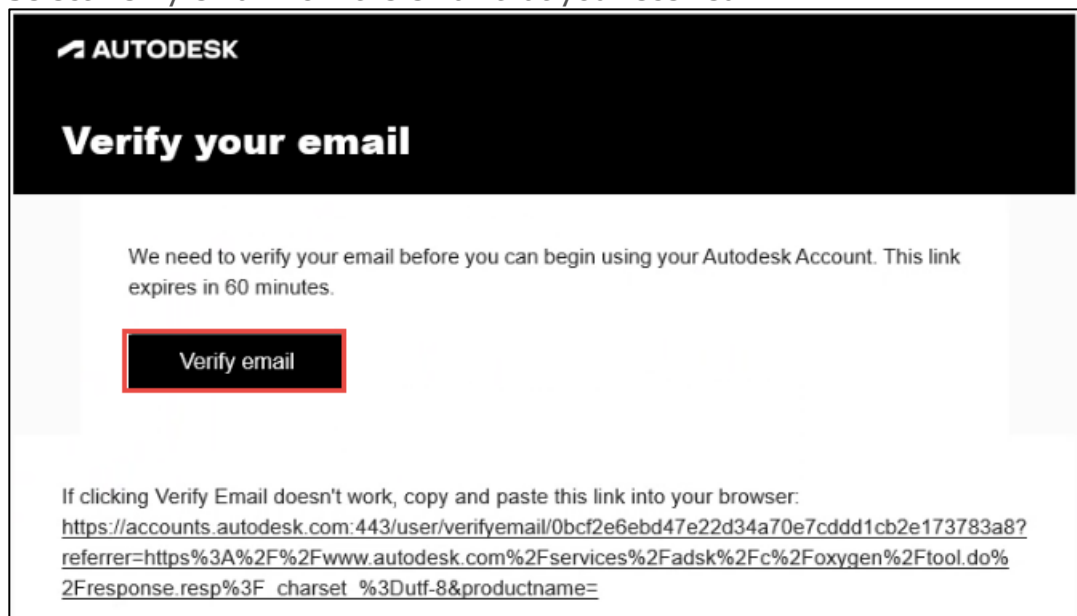 AUTODESK
Verify your email
We need to verify your email before you can begin using your Autodesk Account. This link
expires in 60 minutes.
Verify email
If clicking Verify Email doesn't work, copy and paste this link into your browser:
https://accounts.autodesk.com:443/user/verifyemail/0bcf2e6ebd47e22d34a70e7cddd1cb2e173783a8?
referrer=https%3A%2F%2Fwww.autodesk.com%2Fservices%2Fadsk%2Fc%2Foxygen%2Ftool.do%
2Fresponse.resp%3F_charset_%3Dutf-8&productname=